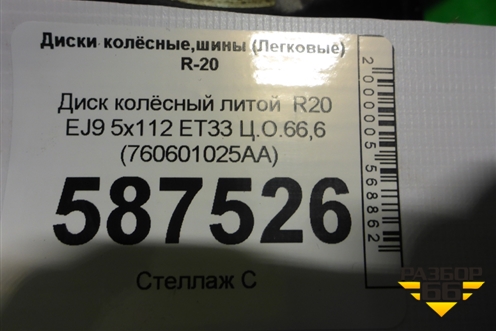 Диски колёсные,шины (Легковые)
R-20
Диск колёсный литой R20
EJ9 5x112 ET33 Ц.О.66,6
(760601025AA)
587526
Стеллаж С
2000005568862
РАЗБОР
66